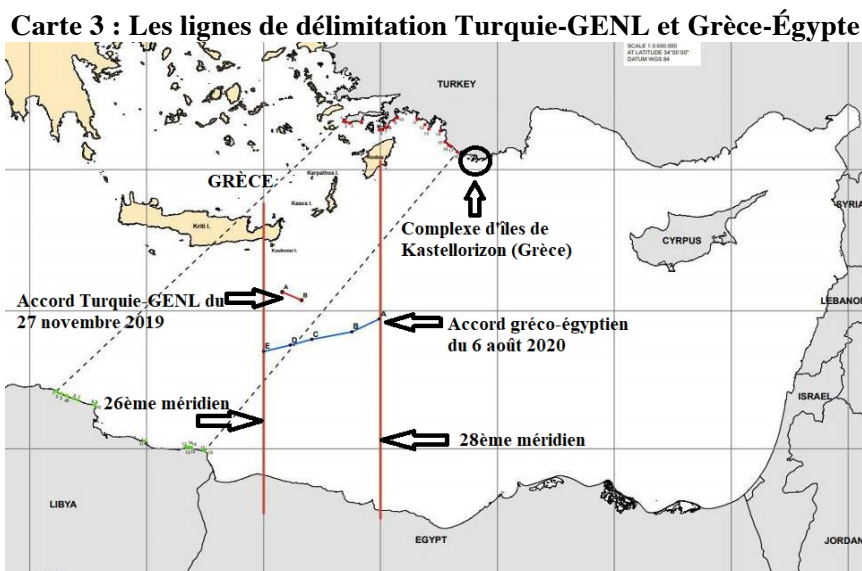 Carte 3 : Les lignes de délimitation Turquie-GENL et Grèce-Égypte
SCALE 1:3 500 000
AT LATITUDE 34°00'00"
DATUM WGS 84
TURKEY
Rodos I.
GRÈCE
Karpathos I.
Kasos I.
Kriti I.
Koufonisi I.
Complexe d'îles de
Kastellorizon (Grèce)
SYRIA
CYRPUS
LEBANON
A
B
Accord Turquie-GENL du
27 novembre 2019
A
B
C
D
E
Accord gréco-égyptien
du 6 août 2020
ISRAEL
26ème méridien
28ème méridien
LIBYA
EGYPT
JORDAN